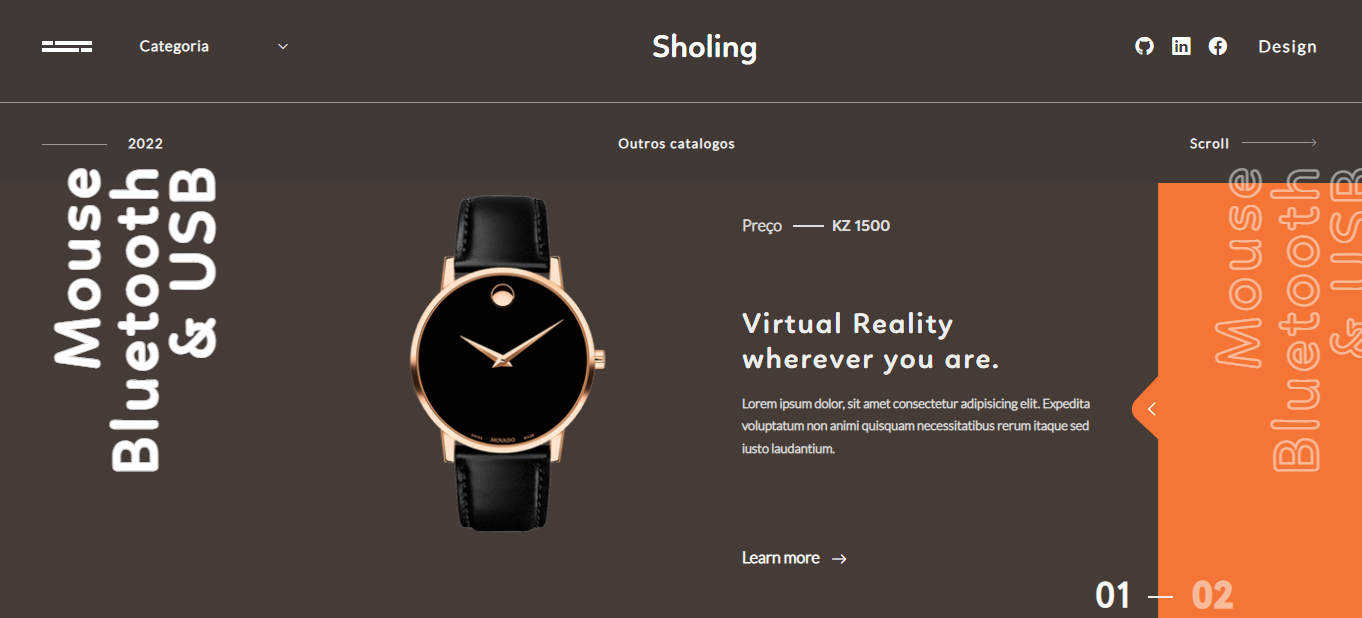 Categoria
Sholing
in
Design
2022
Outros catalogos
Scroll
Mouse
Bluetooth
& USB
Preço
KZ 1500
MOVADO
Virtual Reality
wherever you are.
Lorem ipsum dolor, sit amet consectetur adipisicing elit. Expedita
voluptatum non animi quisquam necessitatibus rerum itaque sed
iusto laudantium.
Learn more
Mouse
Bluetooth
& USB
01
02